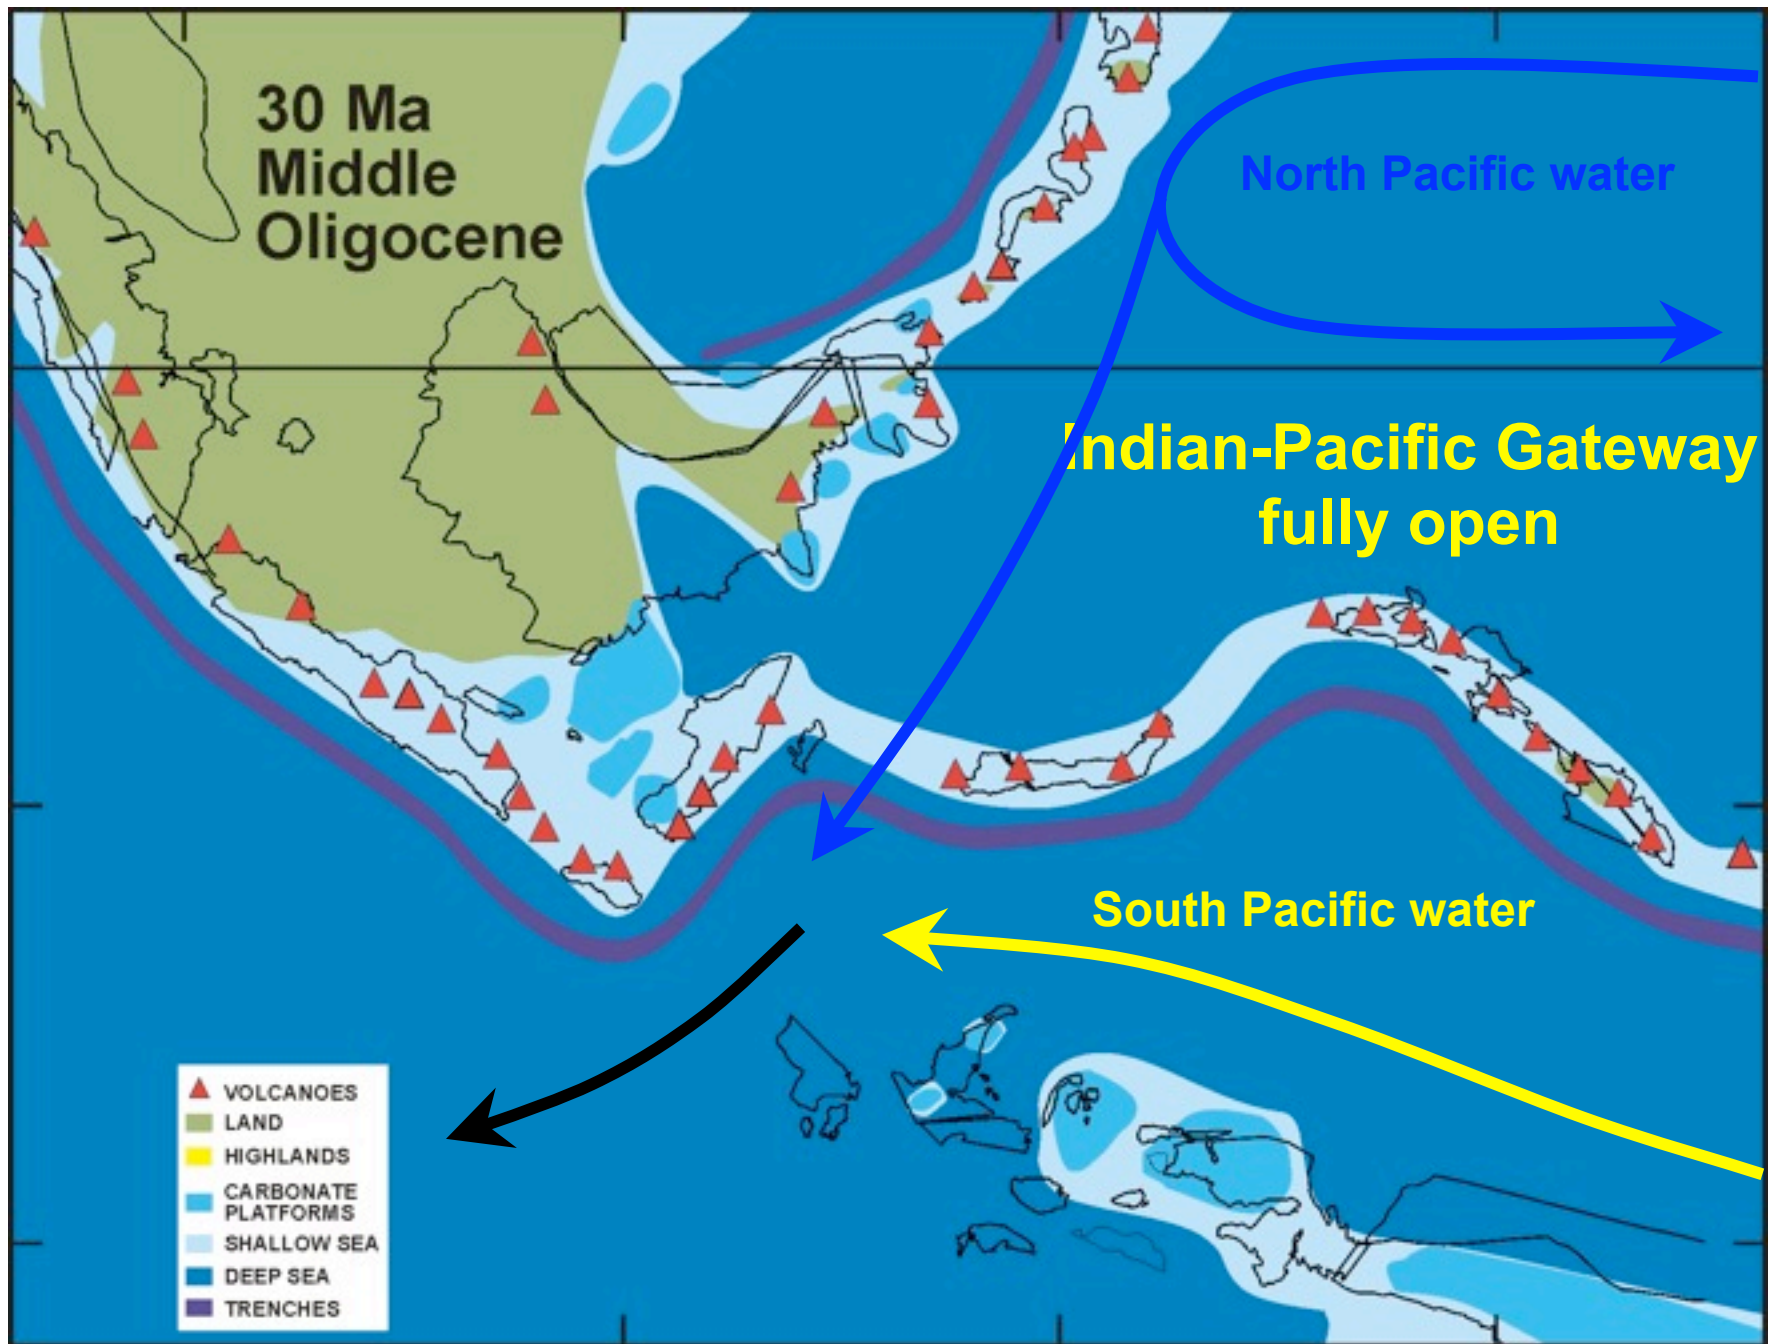 30 Ma
Middle
Oligocene
North Pacific water
Indian-Pacific Gateway
fully open
South Pacific water
VOLCANOES
LAND
HIGHLANDS
CARBONATE
PLATFORMS
SHALLOW SEA
DEEP SEA
TRENCHES